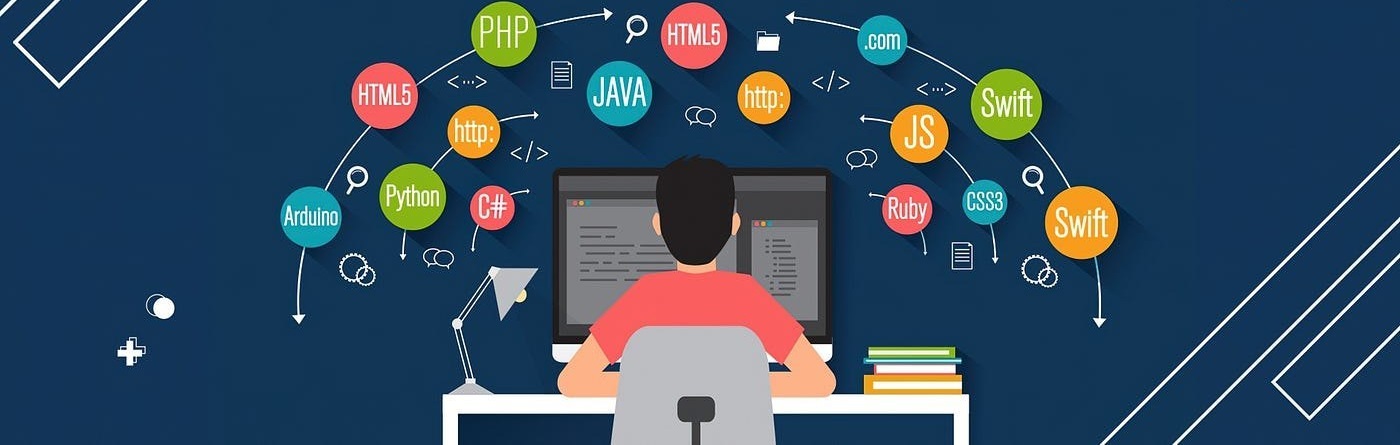 PHP
HTML5
.com
HTML5
JAVA
http:
Swift
http:
JS
Arduino
Python
C#
Ruby
CSS3
Swift